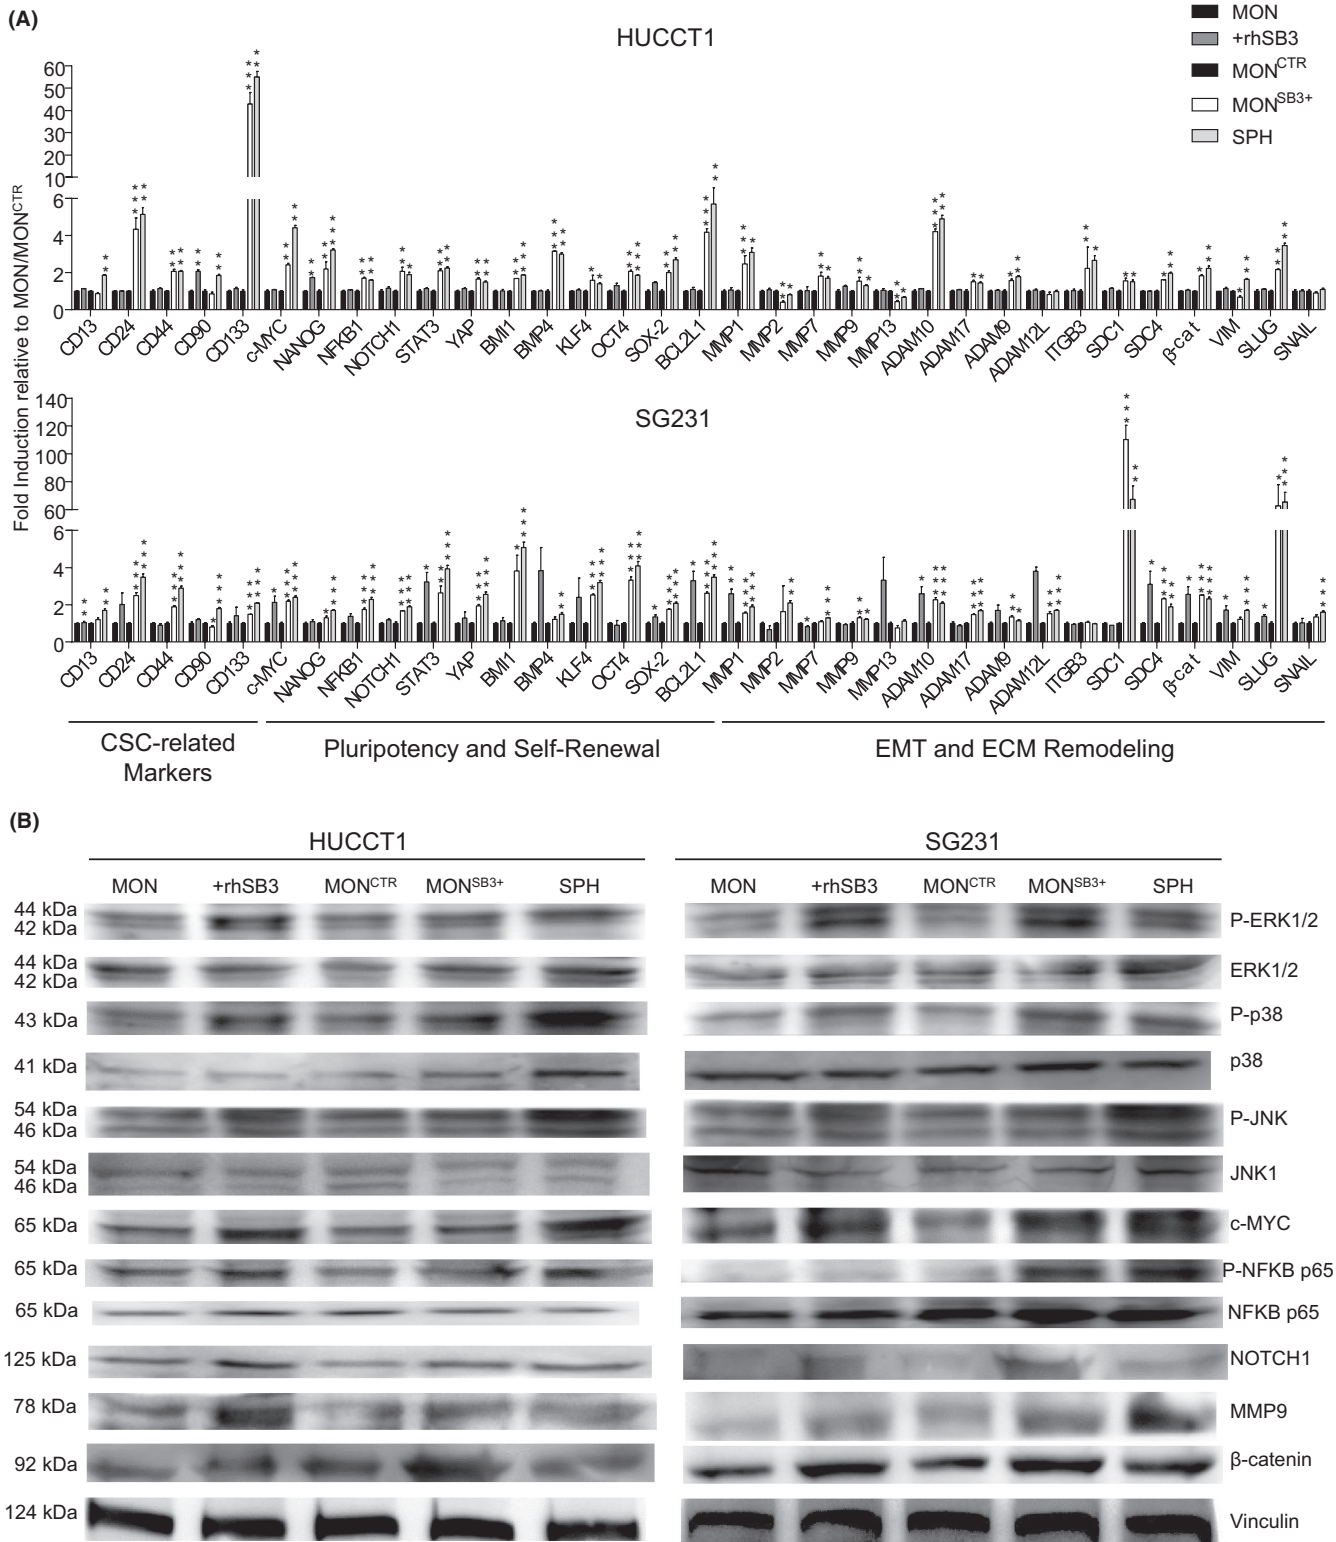 (A)
HUCCT1
MON
+rhSB3
MON^CTR
MON^SB3+
SPH
Fold Induction relative to MON/MON^CTR
60
50
40
30
20
10
6
4
2
0
CD13 CD24 CD44 CD90 CD133 c-MYC NANOG NFKB1 NOTCH1 STAT3 YAP BMI1 BMP4 KLF4 OCT4 SOX-2 BCL2L1 MMP1 MMP2 MMP7 MMP9 MMP13 ADAM10 ADAM17 ADAM9 ADAM12L ITGB3 SDC1 SDC4 β-cat VIM SLUG SNAIL
SG231
140
120
100
80
60
6
4
2
0
CD13 CD24 CD44 CD90 CD133 c-MYC NANOG NFKB1 NOTCH1 STAT3 YAP BMI1 BMP4 KLF4 OCT4 SOX-2 BCL2L1 MMP1 MMP2 MMP7 MMP9 MMP13 ADAM10 ADAM17 ADAM9 ADAM12L ITGB3 SDC1 SDC4 β-cat VIM SLUG SNAIL
CSC-related
Markers
Pluripotency and Self-Renewal
EMT and ECM Remodeling
(B)
HUCCT1 SG231
MON +rhSB3 MON^CTR MON^SB3+ SPH MON +rhSB3 MON^CTR MON^SB3+ SPH
44 kDa
42 kDa
P-ERK1/2
44 kDa
42 kDa
ERK1/2
43 kDa P-p38
41 kDa p38
54 kDa
46 kDa
P-JNK
54 kDa
46 kDa
JNK1
65 kDa c-MYC
65 kDa P-NFKB p65
65 kDa NFKB p65
125 kDa NOTCH1
78 kDa MMP9
92 kDa β-catenin
124 kDa Vinculin